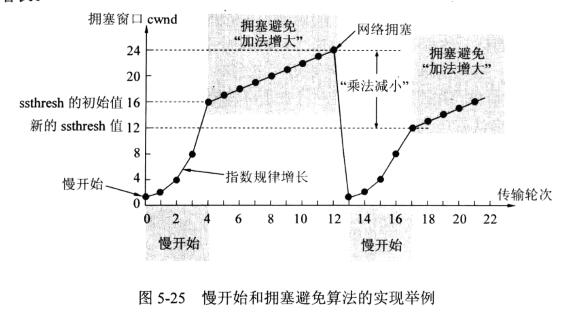 拥塞窗口 cwnd
拥塞避免
“加法增大”
网络拥塞
拥塞避免
“加法增大”
“乘法减小”
24
20
ssthresh 的初始值 16
新的 ssthresh 值 12
8
4
0
慢开始
指数规律增长
传输轮次
0 2 4 6 8 10 12 14 16 18 20 22
慢开始
慢开始
图 5-25 慢开始和拥塞避免算法的实现举例